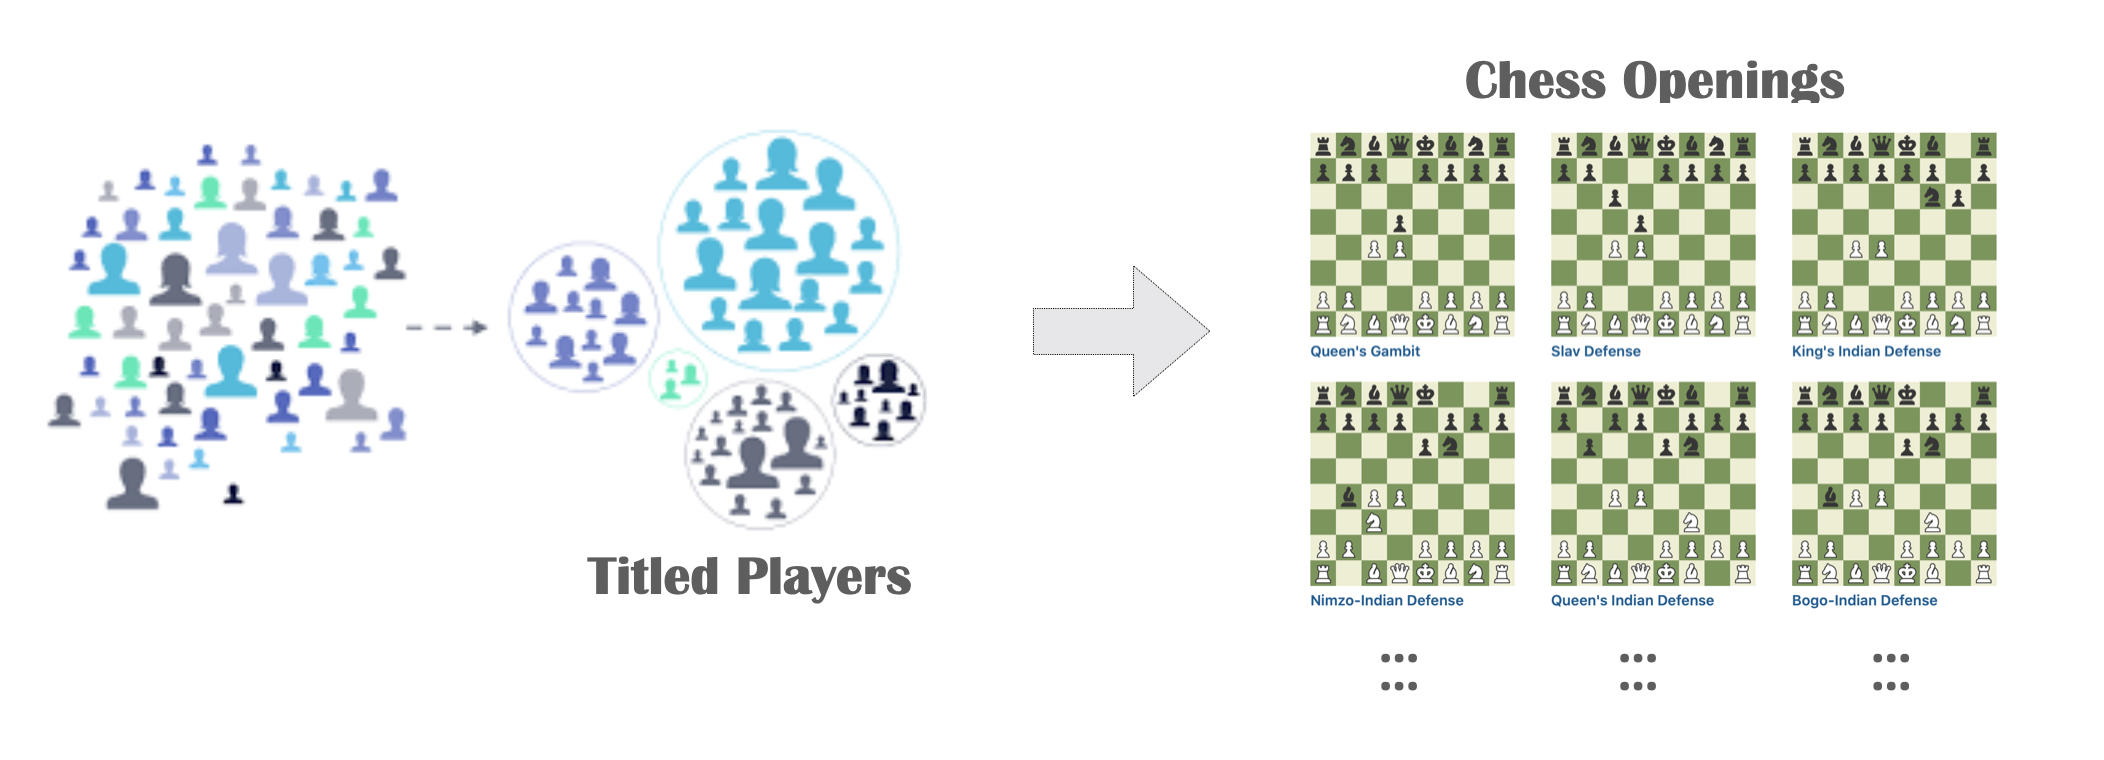 Chess Openings
Queen's Gambit
Slav Defense
King's Indian Defense
Titled Players
Nimzo-Indian Defense
Queen's Indian Defense
Bogo-Indian Defense